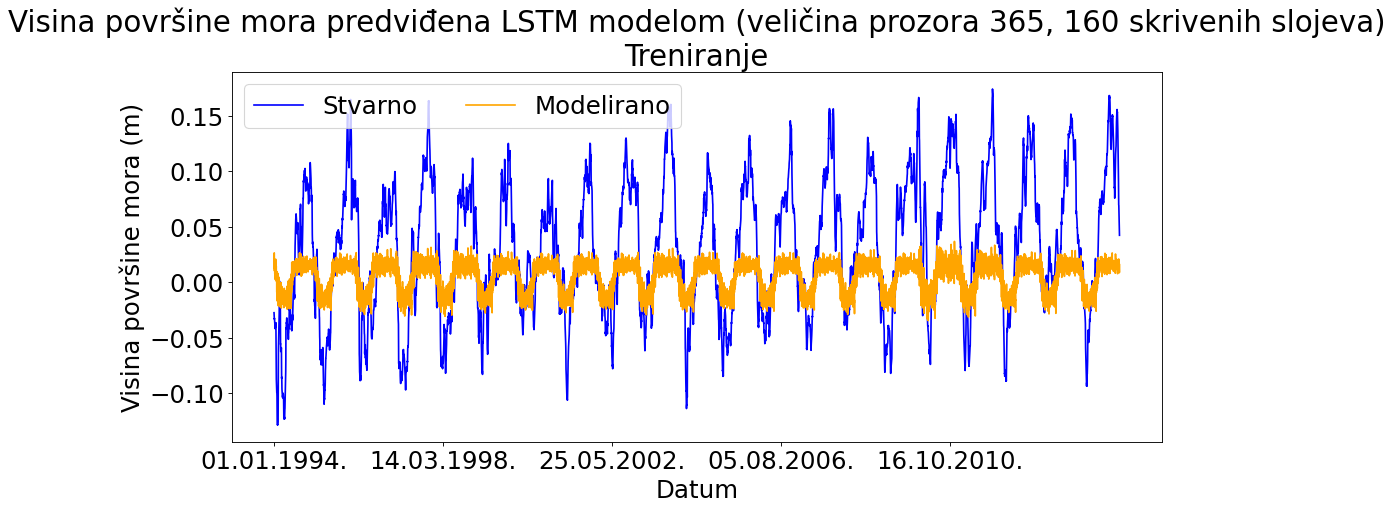 Visina površine mora predviđena LSTM modelom (veličina prozora 365, 160 skrivenih slojeva)
Treniranje
Stvarno Modelirano
Visina površine mora (m)
0.15
0.10
0.05
0.00
−0.05
−0.10
01.01.1994. 14.03.1998. 25.05.2002. 05.08.2006. 16.10.2010.
Datum